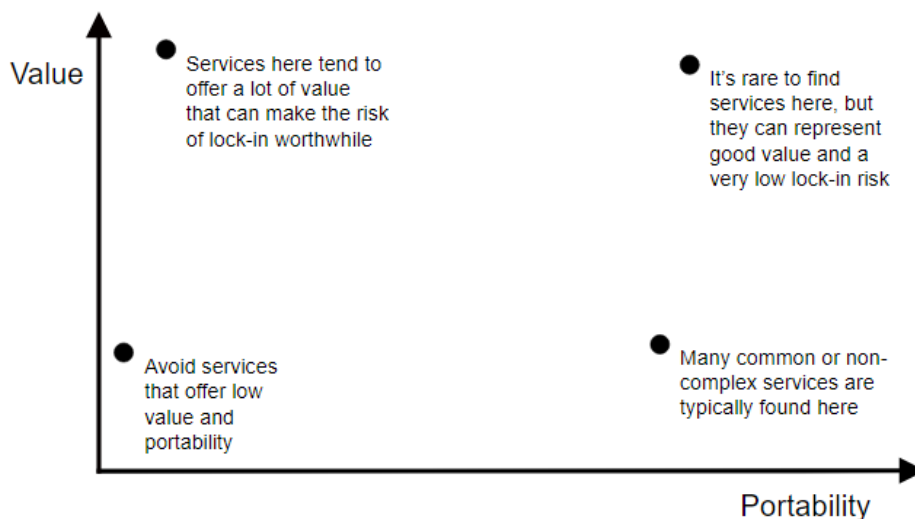 Value
Services here tend to
offer a lot of value
that can make the risk
of lock-in worthwhile
It’s rare to find
services here, but
they can represent
good value and a
very low lock-in risk
Avoid services
that offer low
value and
portability
Many common or non-
complex services are
typically found here
Portability